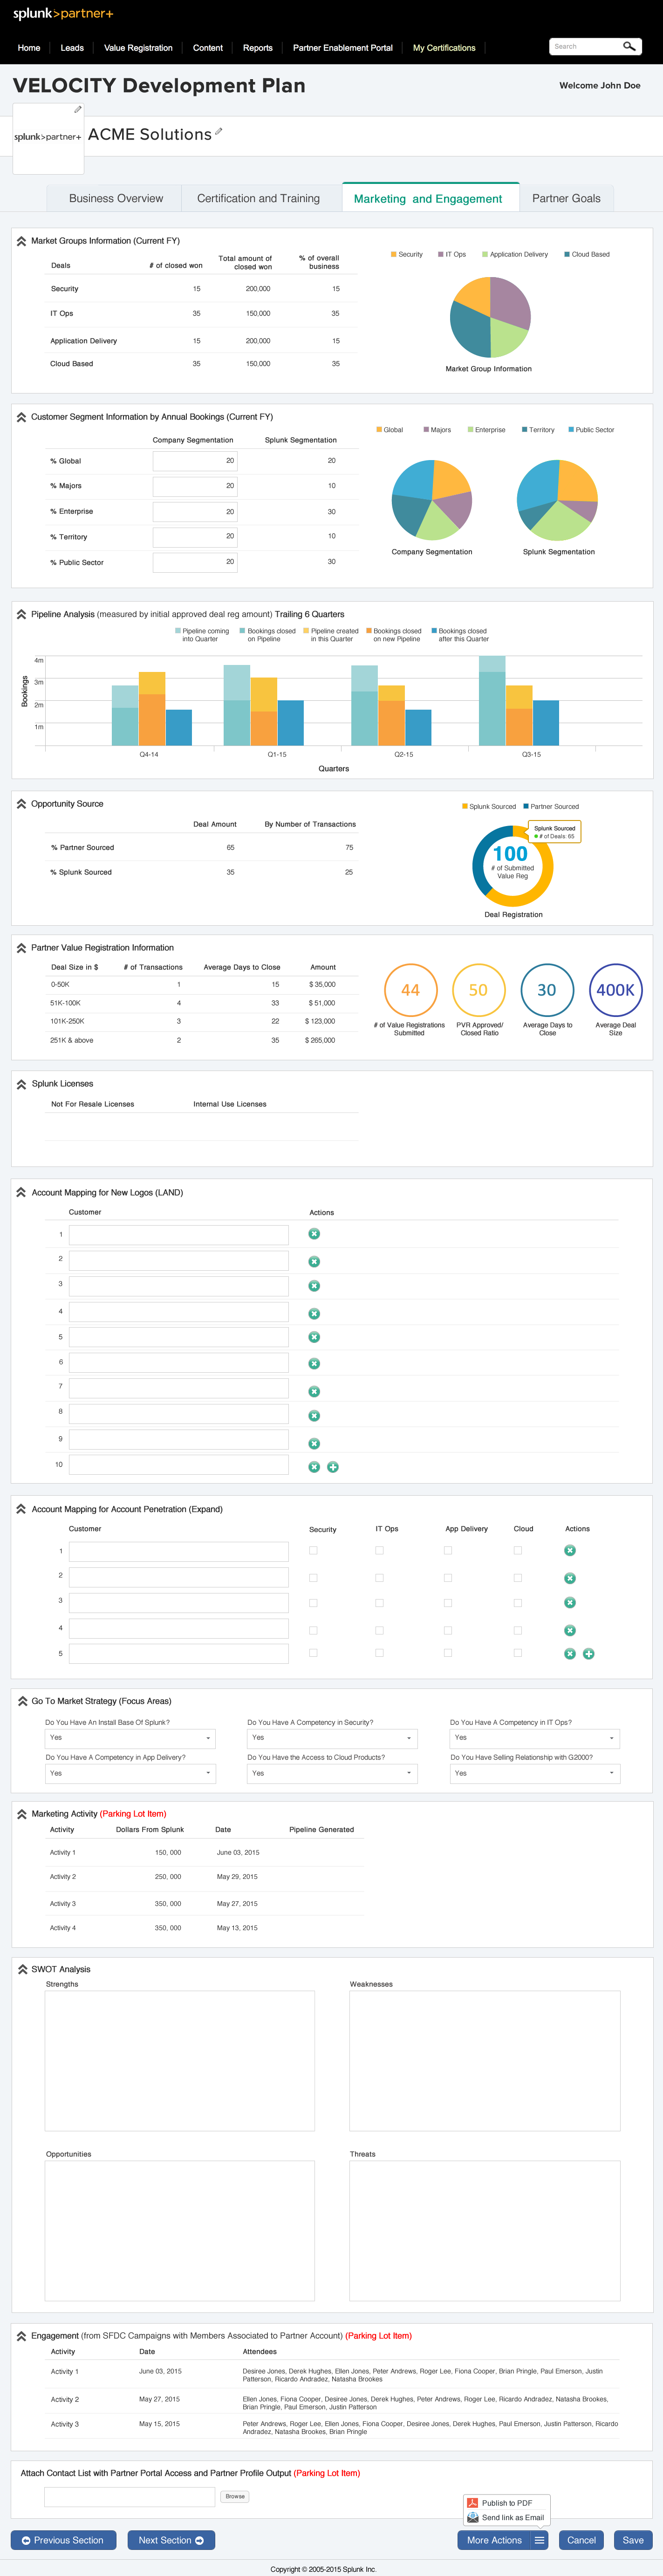 splunk>partner+
Home Leads Value Registration Content Reports Partner Enablement Portal My Certifications Search
VELOCITY Development Plan
Welcome John Doe
splunk>partner+
ACME Solutions
Business Overview Certification and Training Marketing and Engagement Partner Goals
Market Groups Information (Current FY)
Deals # of closed won Total amount of closed won % of overall business
Security 15 200,000 15
IT Ops 35 150,000 35
Application Delivery 15 200,000 15
Cloud Based 35 150,000 35
Security IT Ops Application Delivery Cloud Based
Market Group Information
Customer Segment Information by Annual Bookings (Current FY)
Company Segmentation Splunk Segmentation
% Global 20 20
% Majors 20 10
% Enterprise 20 30
% Territory 20 10
% Public Sector 20 30
Global Majors Enterprise Territory Public Sector
Company Segmentation Splunk Segmentation
Pipeline Analysis (measured by initial approved deal reg amount) Trailing 6 Quarters
Pipeline coming into Quarter Bookings closed on Pipeline Pipeline created in this Quarter Bookings closed on new Pipeline Bookings closed after this Quarter
Bookings
4m
3m
2m
1m
Q4-14 Q1-15 Q2-15 Q3-15
Quarters
Opportunity Source
Deal Amount By Number of Transactions
% Partner Sourced 65 75
% Splunk Sourced 35 25
Splunk Sourced Partner Sourced
Splunk Sourced
# of Deals: 65
100
# of Submitted
Value Reg
Deal Registration
Partner Value Registration Information
Deal Size in $ # of Transactions Average Days to Close Amount
0-50K 1 15 $ 35,000
51K-100K 4 33 $ 51,000
101K-250K 3 22 $ 123,000
251K & above 2 35 $ 265,000
44 50 30 400K
# of Value Registrations PVR Approved/ Average Days to Average Deal
Submitted Closed Ratio Close Size
Splunk Licenses
Not For Resale Licenses Internal Use Licenses
Account Mapping for New Logos (LAND)
Customer Actions
1
2
3
4
5
6
7
8
9
10
Account Mapping for Account Penetration (Expand)
Customer Security IT Ops App Delivery Cloud Actions
1
2
3
4
5
Go To Market Strategy (Focus Areas)
Do You Have An Install Base Of Splunk? Do You Have A Competency in Security? Do You Have A Competency in IT Ops?
Yes Yes Yes
Do You Have A Competency in App Delivery? Do You Have the Access to Cloud Products? Do You Have Selling Relationship with G2000?
Yes Yes Yes
Marketing Activity (Parking Lot Item)
Activity Dollars From Splunk Date Pipeline Generated
Activity 1 150, 000 June 03, 2015
Activity 2 250, 000 May 29, 2015
Activity 3 350, 000 May 27, 2015
Activity 4 350, 000 May 13, 2015
SWOT Analysis
Strengths Weaknesses
Opportunities Threats
Engagement (from SFDC Campaigns with Members Associated to Partner Account) (Parking Lot Item)
Activity Date Attendees
Activity 1 June 03, 2015 Desiree Jones, Derek Hughes, Ellen Jones, Peter Andrews, Roger Lee, Fiona Cooper, Brian Pringle, Paul Emerson, Justin
Patterson, Ricardo Andradez, Natasha Brookes
Activity 2 May 27, 2015 Ellen Jones, Fiona Cooper, Desiree Jones, Derek Hughes, Peter Andrews, Roger Lee, Ricardo Andradez, Natasha Brookes,
Brian Pringle, Paul Emerson, Justin Patterson
Activity 3 May 15, 2015 Peter Andrews, Roger Lee, Ellen Jones, Fiona Cooper, Desiree Jones, Derek Hughes, Paul Emerson, Justin Patterson, Ricardo
Andradez, Natasha Brookes, Brian Pringle
Attach Contact List with Partner Portal Access and Partner Profile Output (Parking Lot Item)
Browse
Publish to PDF
Send link as Email
Previous Section Next Section More Actions Cancel Save
Copyright © 2005-2015 Splunk Inc.